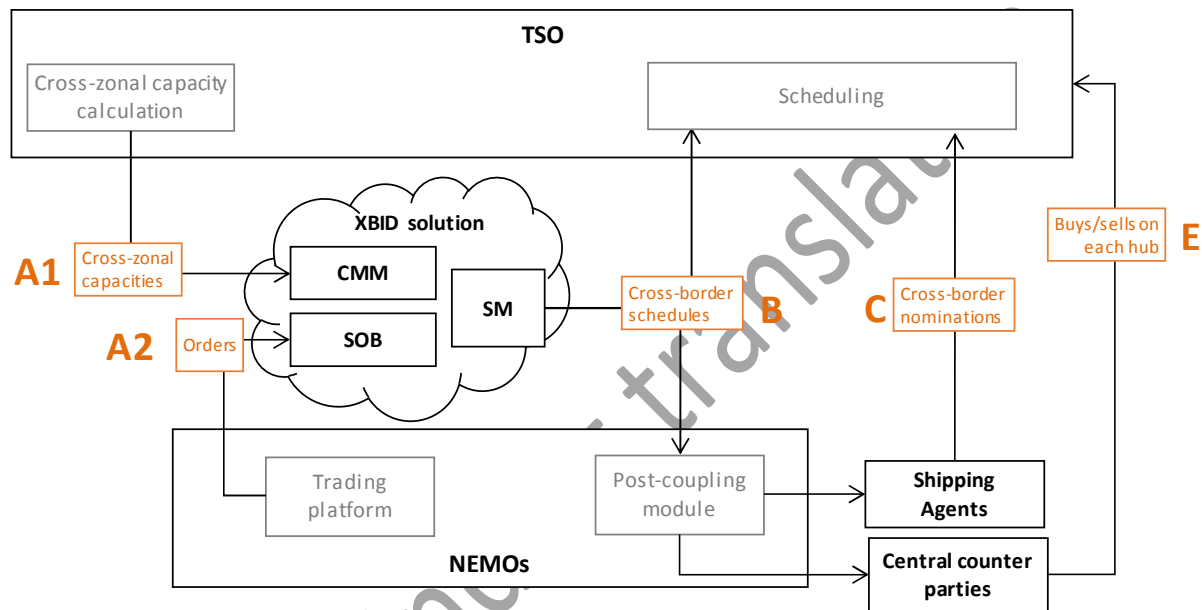 TSO
Cross-zonal capacity
calculation
Scheduling
XBID solution
A1
Cross-zonal
capacities
CMM
A2
Orders
SOB
SM
Cross-border
schedules
B
C
Cross-border
nominations
Buys/sells on
each hub
E
Trading
platform
Post-coupling
module
NEMOs
Shipping
Agents
Central counter
parties